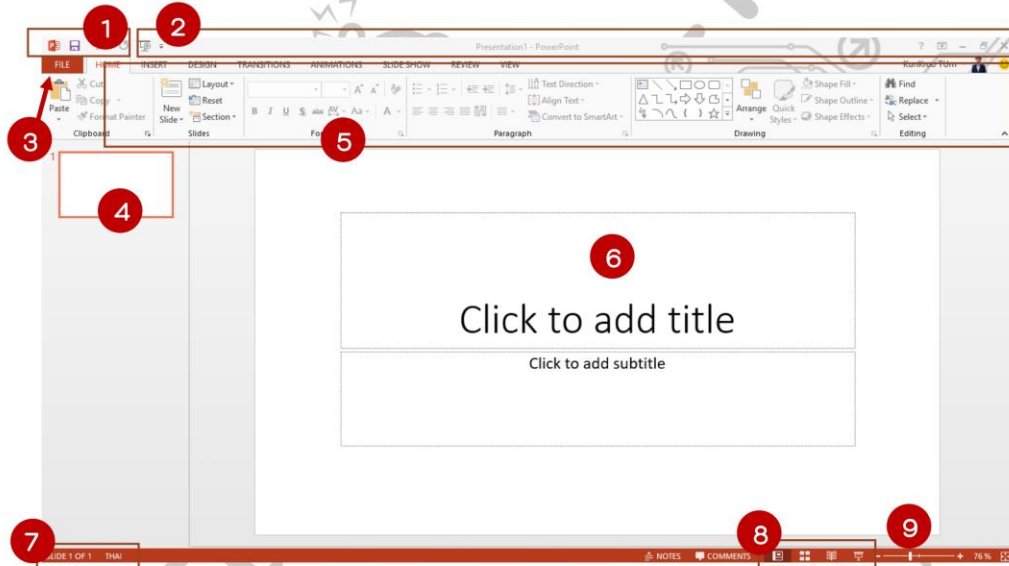 1
2
Presentation1 - PowerPoint
?
FILE HOME INSERT DESIGN TRANSITIONS ANIMATIONS SLIDE SHOW REVIEW VIEW
Cut Layout Text Direction Shape Fill Find
Paste Copy New Reset Align Text Arrange Quick Shape Outline Replace
Format Painter Slide Section B I U S abc AV Aa A Convert to SmartArt Styles Shape Effects Select
Clipboard Slides Paragraph Drawing Editing
3
5
1
4
6
Click to add title
Click to add subtitle
7
8
9
SLIDE 1 OF 1 THAI NOTES COMMENTS 76%